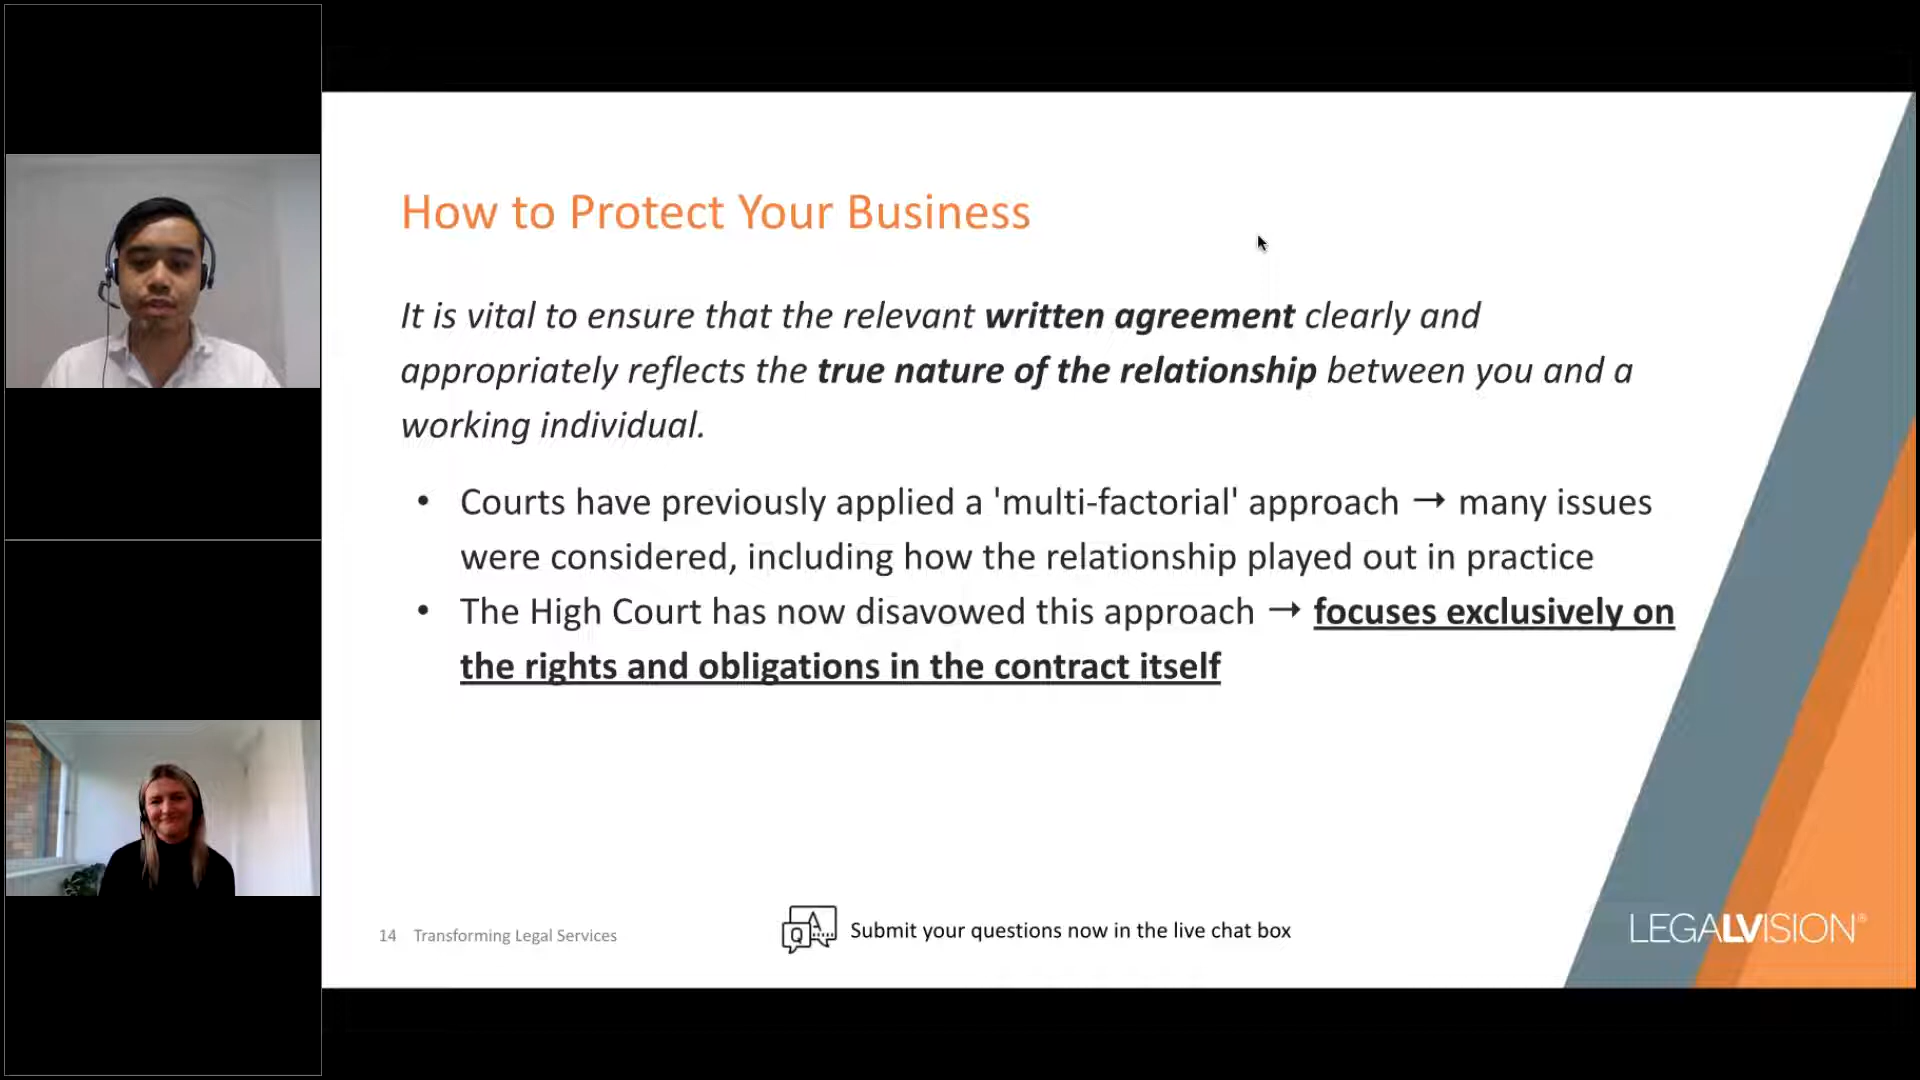 How to Protect Your Business
It is vital to ensure that the relevant written agreement clearly and
appropriately reflects the true nature of the relationship between you and a
working individual.
• Courts have previously applied a 'multi-factorial' approach → many issues
were considered, including how the relationship played out in practice
• The High Court has now disavowed this approach → focuses exclusively on
the rights and obligations in the contract itself
14 Transforming Legal Services
Q A
Submit your questions now in the live chat box
LEGALVISION®